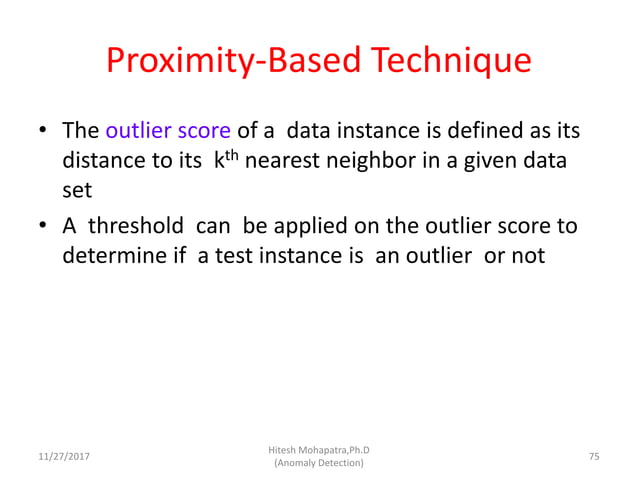 Proximity-Based Technique
• The outlier score of a  data instance is defined as its
distance to its  kth nearest neighbor in a given data
set
• A  threshold  can  be applied on the outlier score to
determine if  a test instance is  an outlier  or not
11/27/2017
Hitesh Mohapatra,Ph.D
(Anomaly Detection)
75